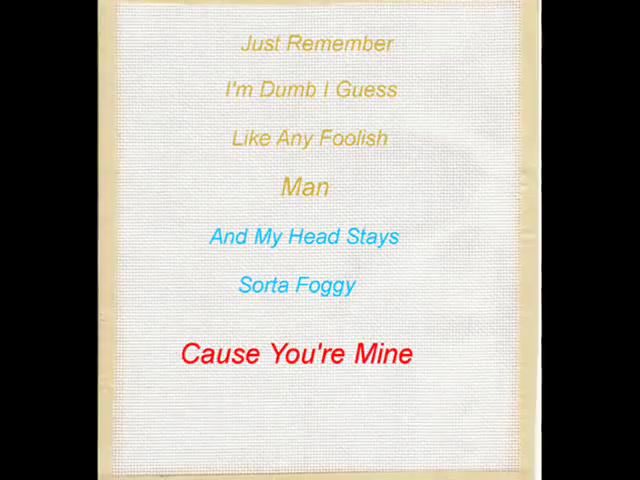 Just Remember
I'm Dumb I Guess
Like Any Foolish
Man
And My Head Stays
Sorta Foggy
Cause You're Mine